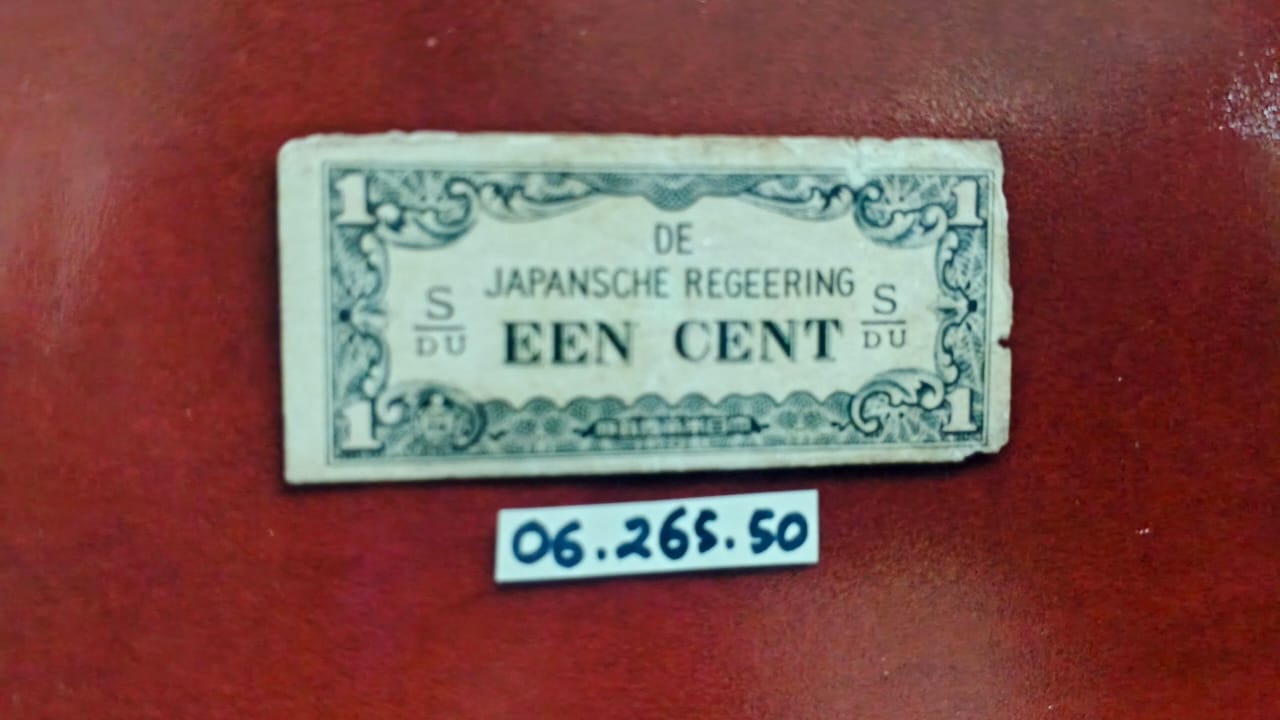 1 1
DE
JAPANSCHE REGEERING
S S
DU EEN CENT DU
1 1
06.265.50